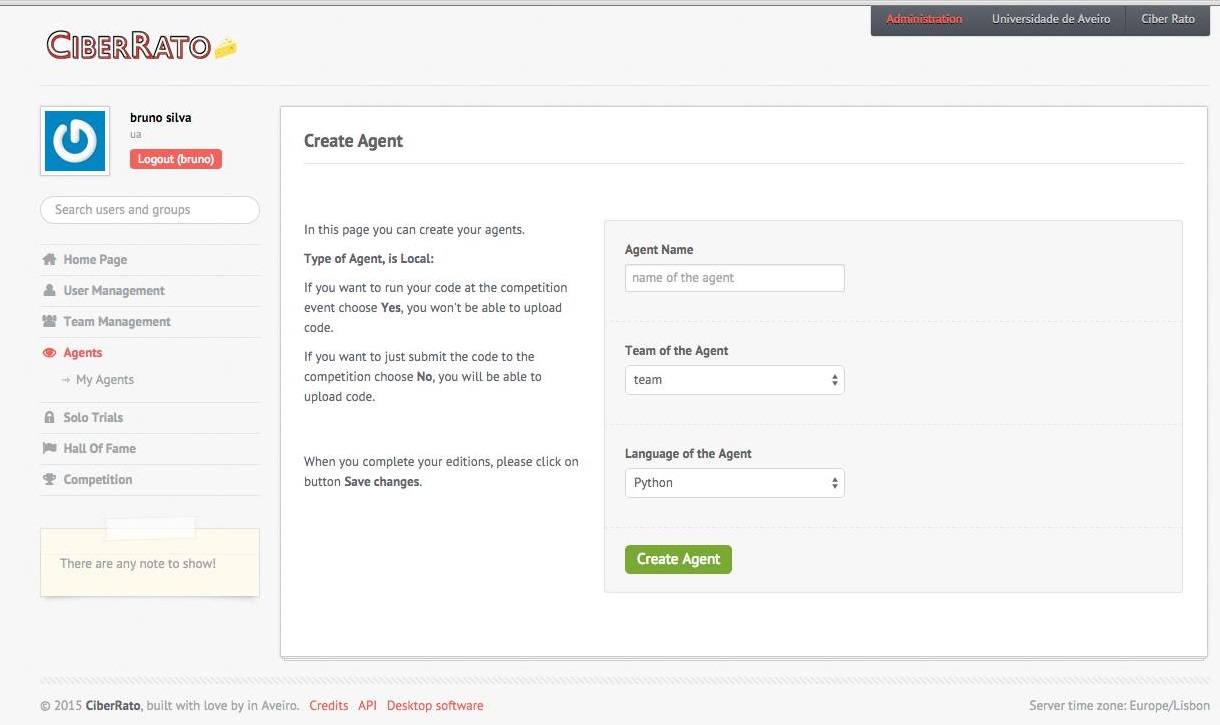 Administration Universidade de Aveiro Ciber Rato
CIBERRATO
bruno silva
ua
Logout (bruno)
Search users and groups
Home Page
User Management
Team Management
Agents
→ My Agents
Solo Trials
Hall Of Fame
Competition
There are any note to show!
Create Agent
In this page you can create your agents.
Type of Agent, is Local:
If you want to run your code at the competition
event choose Yes, you won't be able to upload
code.
If you want to just submit the code to the
competition choose No, you will be able to
upload code.
When you complete your editions, please click on
button Save changes.
Agent Name
name of the agent
Team of the Agent
team
Language of the Agent
Python
Create Agent
© 2015 CiberRato, built with love by in Aveiro. Credits API Desktop software
Server time zone: Europe/Lisbon